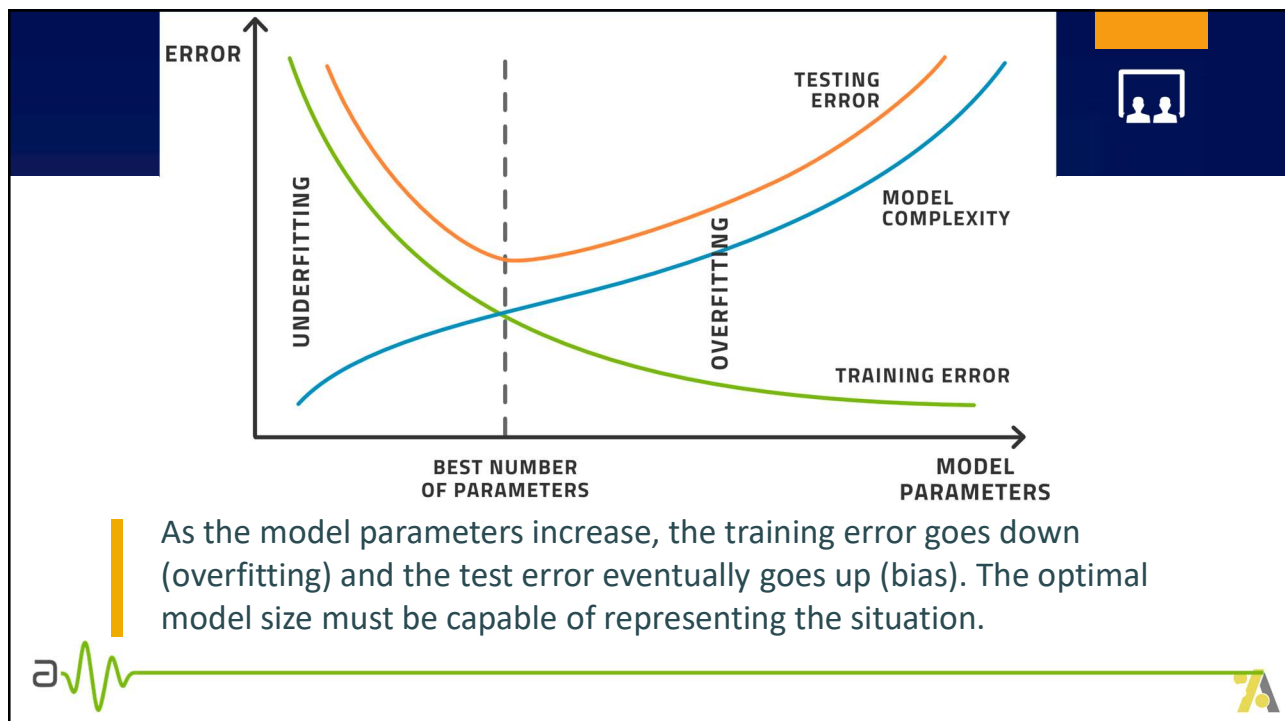 ERROR
TESTING
ERROR
UNDERFITTING
MODEL
COMPLEXITY
OVERFITTING
TRAINING ERROR
BEST NUMBER
OF PARAMETERS
MODEL
PARAMETERS
As the model parameters increase, the training error goes down
(overfitting) and the test error eventually goes up (bias). The optimal
model size must be capable of representing the situation.
a